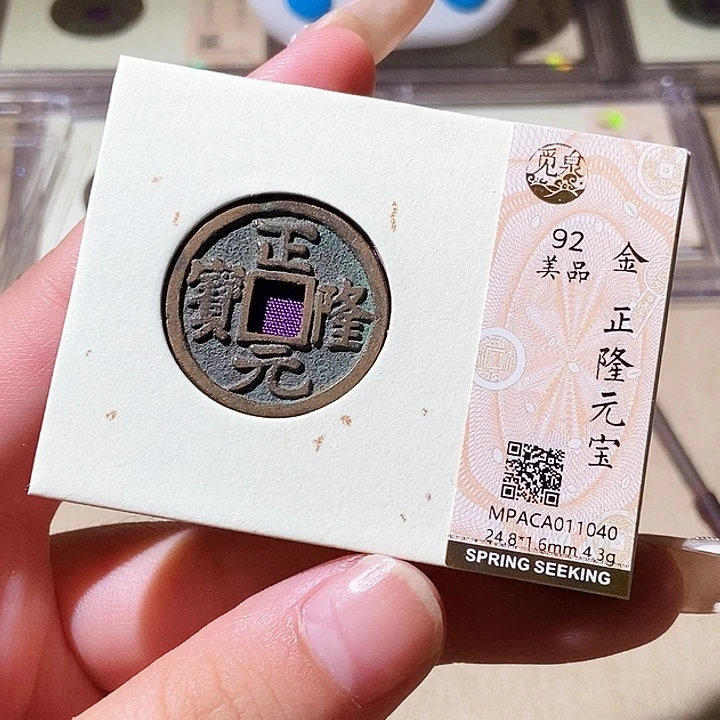 正
隆
元
寶
觅泉
92
美品
金
正隆元宝
MPACA011040
24.8*1.6mm 4.3g
SPRING SEEKING